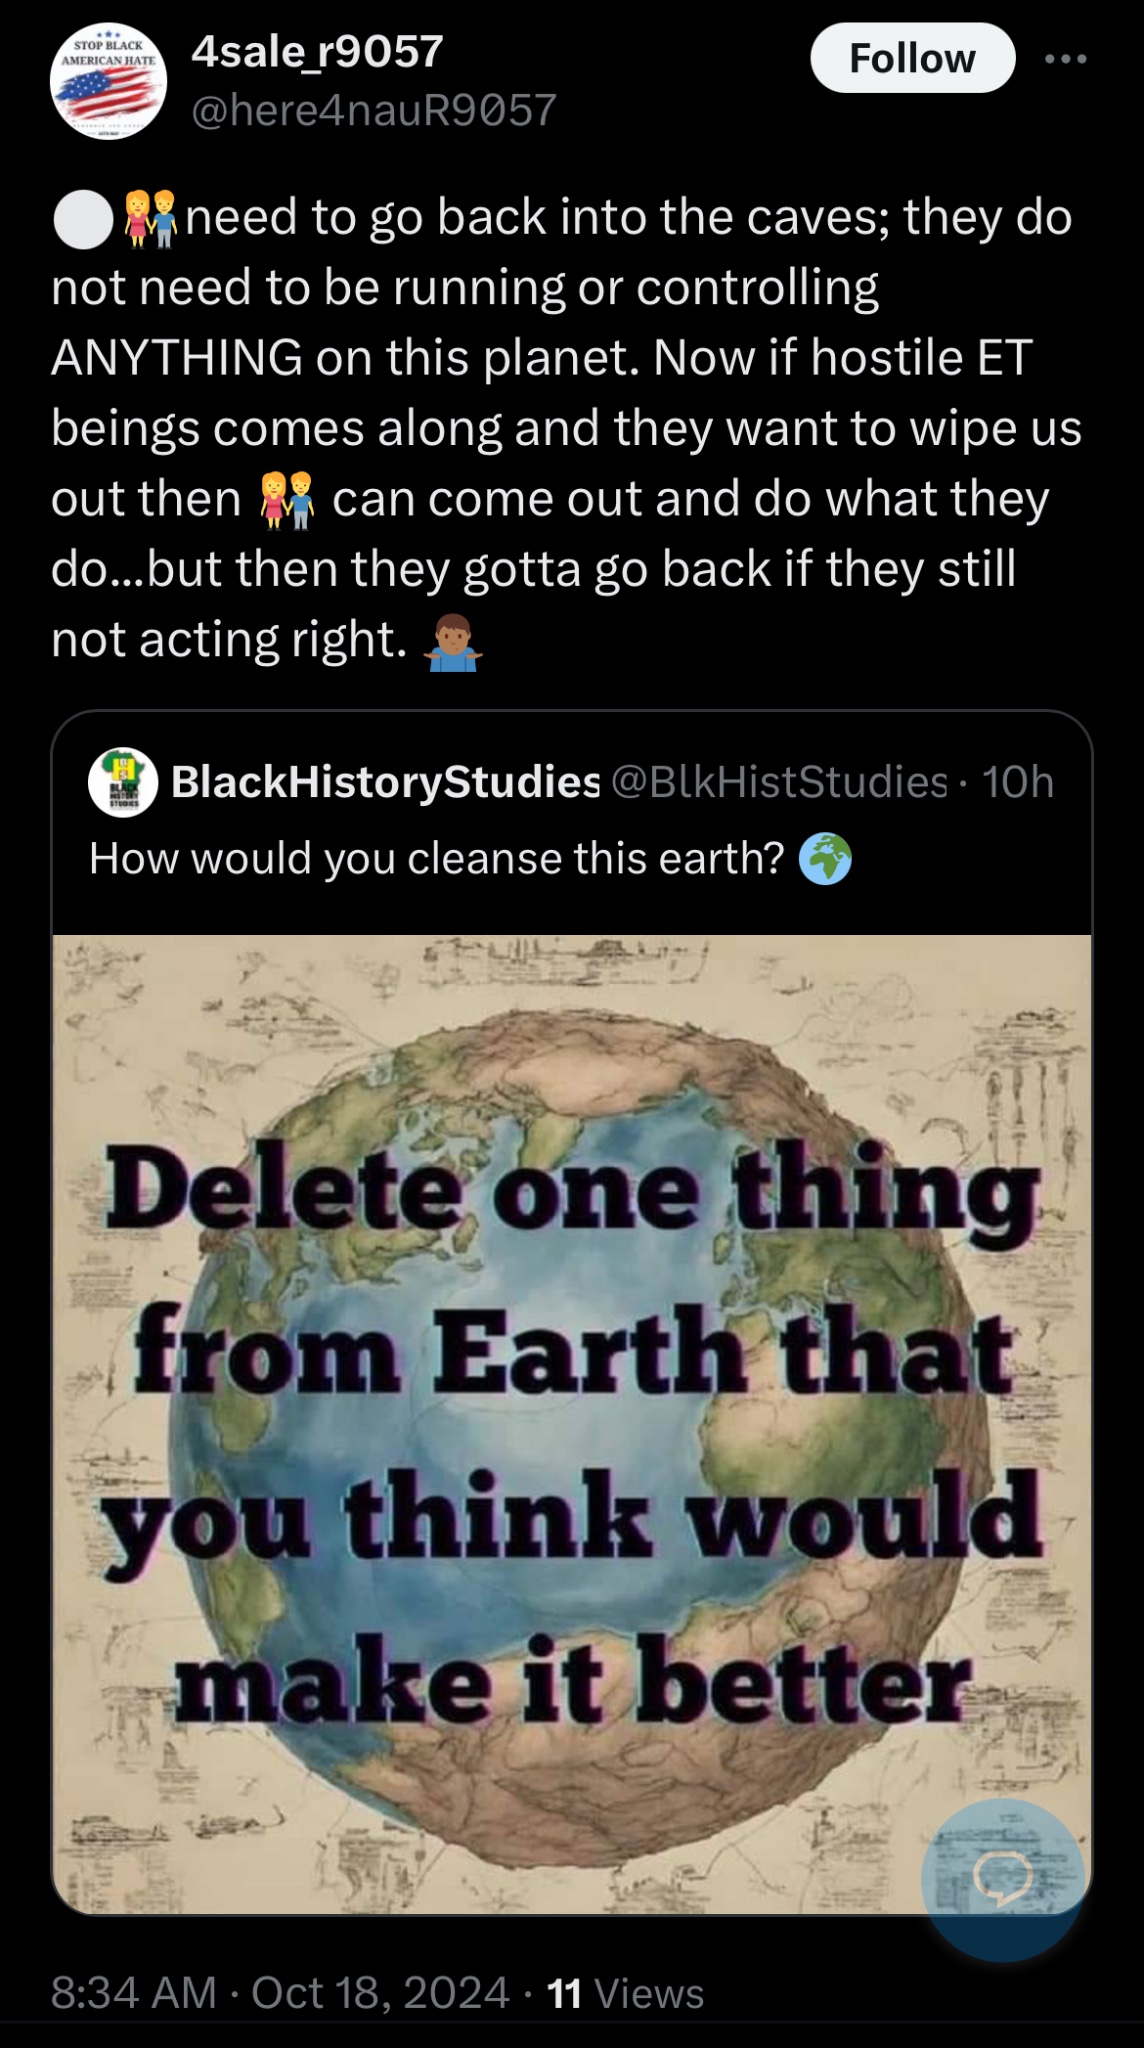 STOP BLACK
AMERICAN HATE
4sale_r9057
@here4nauR9057
Follow
⚪👫need to go back into the caves; they do
not need to be running or controlling
ANYTHING on this planet. Now if hostile ET
beings comes along and they want to wipe us
out then 👫 can come out and do what they
do...but then they gotta go back if they still
not acting right. 🤷🏾‍♂️
BLACK
HISTORY
STUDIES
BlackHistoryStudies @BlkHistStudies · 10h
How would you cleanse this earth? 🌍
Delete one thing
from Earth that
you think would
make it better
8:34 AM · Oct 18, 2024 · 11 Views